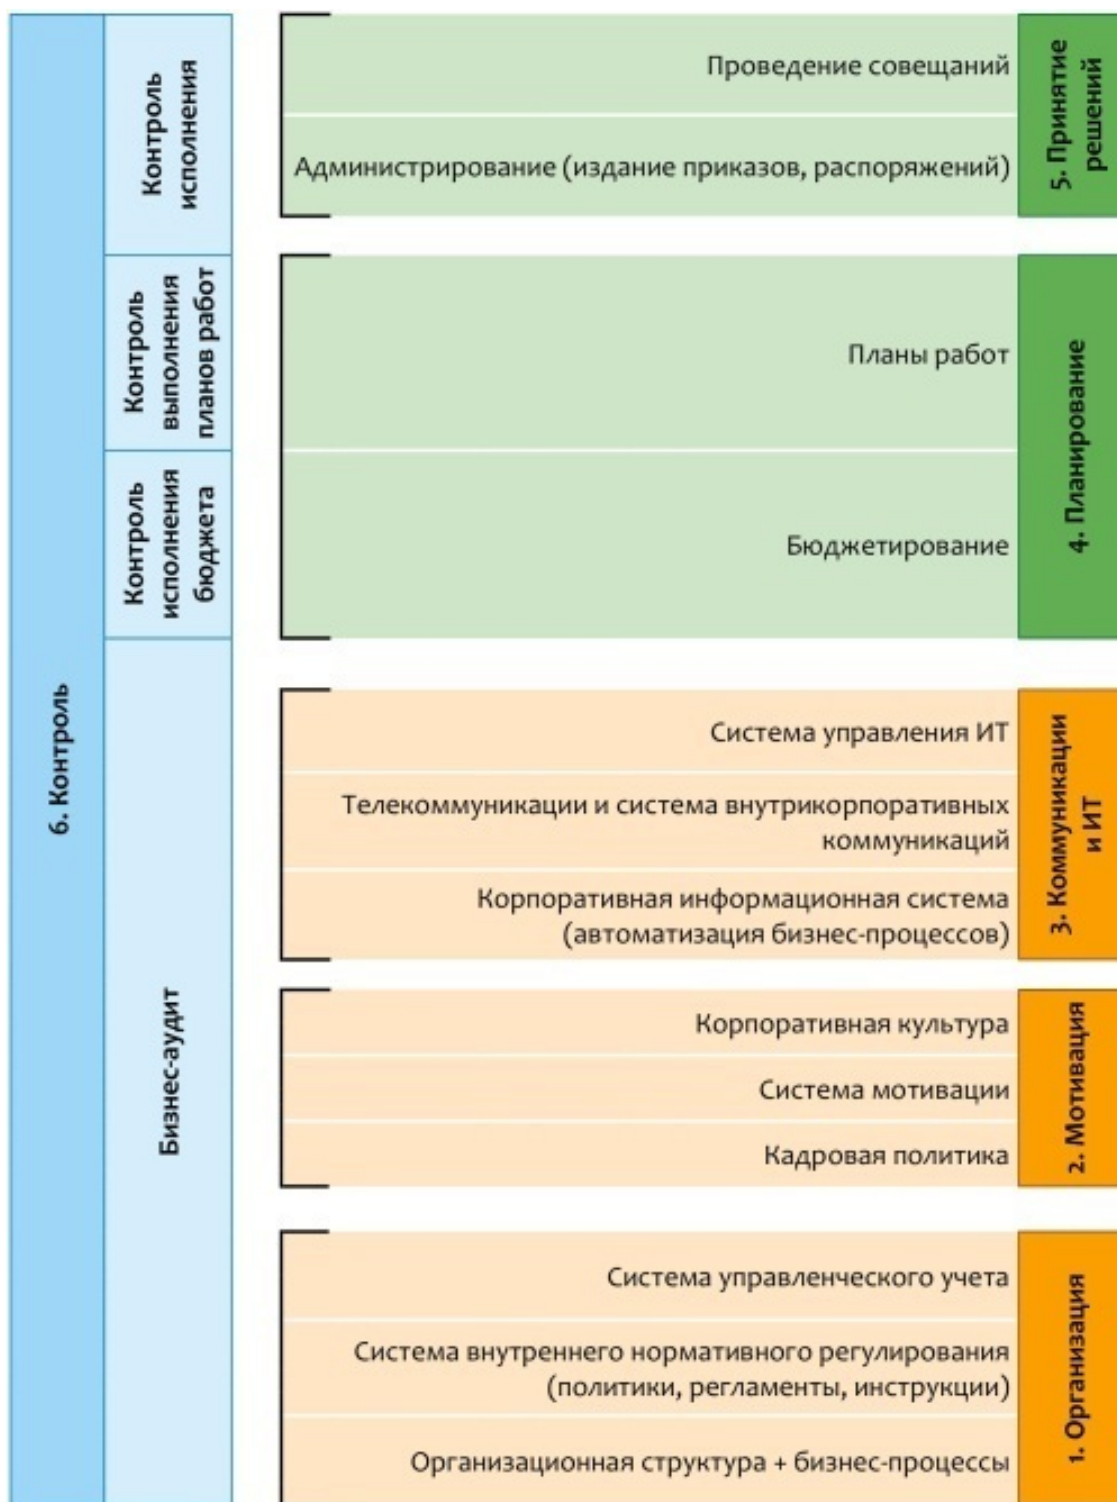 6. Контроль
Контроль
исполнения
Контроль
выполнения
планов работ
Контроль
исполнения
бюджета
Бизнес-аудит
Проведение совещаний
Администрирование (издание приказов, распоряжений)
5. Принятие
решений
Планы работ
Бюджетирование
4. Планирование
Система управления ИТ
Телекоммуникации и система внутрикорпоративных
коммуникаций
Корпоративная информационная система
(автоматизация бизнес-процессов)
3. Коммуникации
и ИТ
Корпоративная культура
Система мотивации
Кадровая политика
2. Мотивация
Система управленческого учета
Система внутреннего нормативного регулирования
(политики, регламенты, инструкции)
Организационная структура + бизнес-процессы
1. Организация